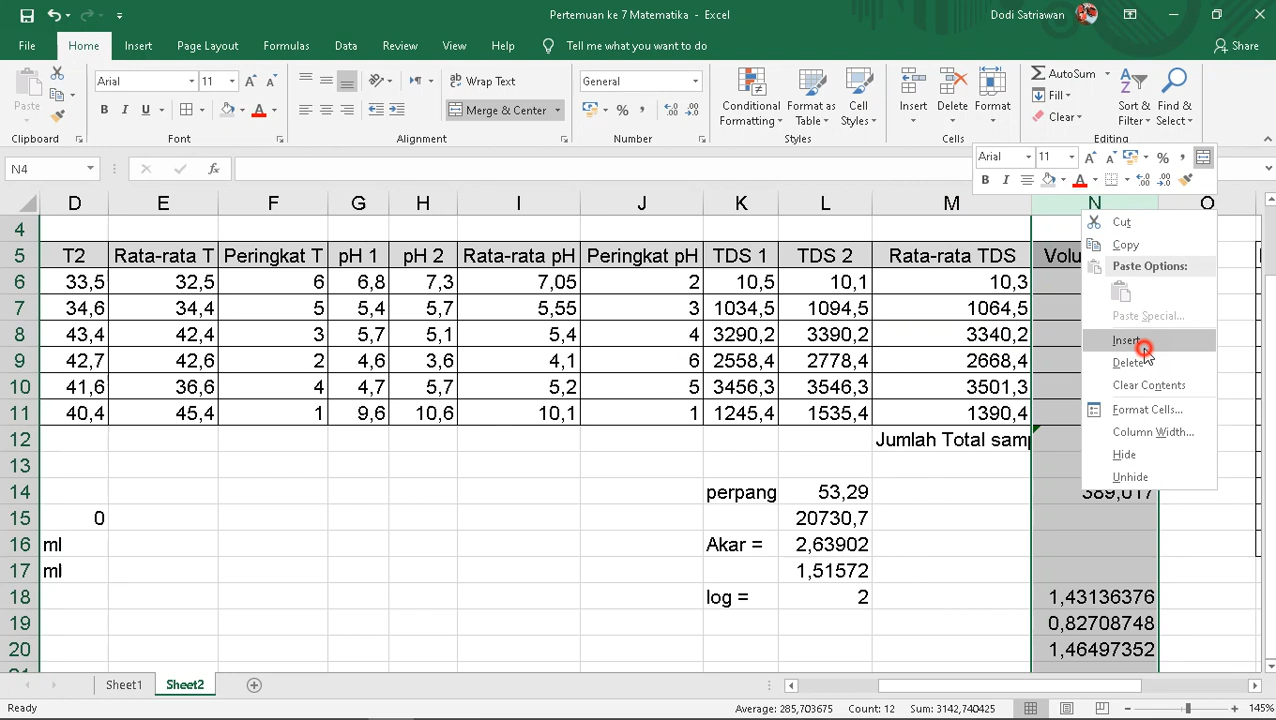 Pertemuan ke 7 Matematika - Excel
Dodi Satriawan
File Home Insert Page Layout Formulas Data Review View Help Tell me what you want to do Share
Paste
Arial 11
B I U
Wrap Text
Merge & Center
General
Conditional Formatting
Format as Table
Cell Styles
Insert
Delete
Format
AutoSum
Fill
Clear
Sort & Filter
Find & Select
Clipboard Font Alignment Number Styles Cells Editing
Arial 11
B I
N4 fx
D E F G H I J K L M N O
4
5 T2 Rata-rata T Peringkat T pH 1 pH 2 Rata-rata pH Peringkat pH TDS 1 TDS 2 Rata-rata TDS
6 33,5 32,5 6 6,8 7,3 7,05 2 10,5 10,1 10,3
7 34,6 34,4 5 5,4 5,7 5,55 3 1034,5 1094,5 1064,5
8 43,4 42,4 3 5,7 5,1 5,4 4 3290,2 3390,2 3340,2
9 42,7 42,6 2 4,6 3,6 4,1 6 2558,4 2778,4 2668,4
10 41,6 36,6 4 4,7 5,7 5,2 5 3456,3 3546,3 3501,3
11 40,4 45,4 1 9,6 10,6 10,1 1 1245,4 1535,4 1390,4
12 Jumlah Total samp
13
14 perpang 53,29 389,017
15 0 20730,7
16 ml Akar = 2,63902
17 ml 1,51572
18 log = 2 1,43136376
19 0,82708748
20 1,46497352
Cut
Copy
Paste Options:
Paste Special...
Insert
Delete
Clear Contents
Format Cells...
Column Width...
Hide
Unhide
Sheet1 Sheet2
Ready Average: 285,703675 Count: 12 Sum: 3142,740425 145%